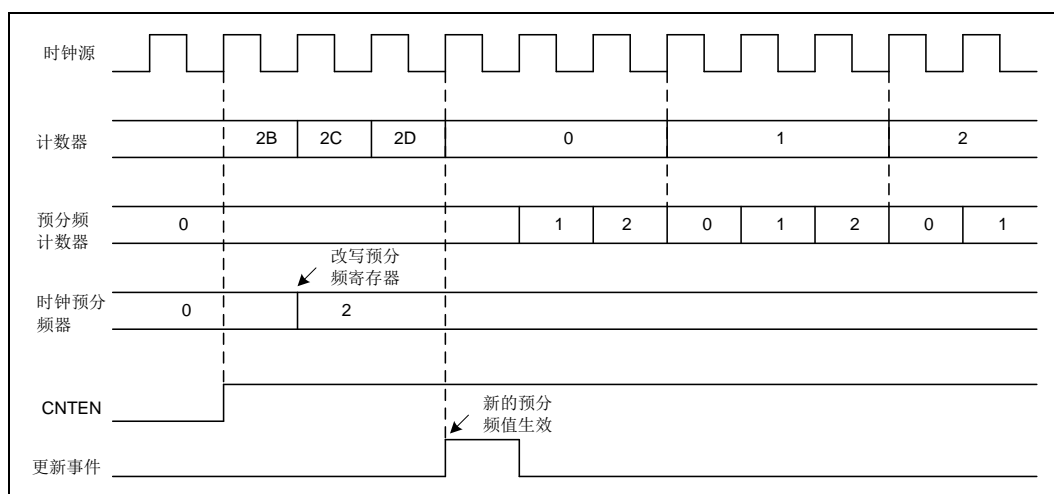 时钟源
计数器
2B 2C 2D 0 1 2
预分频
计数器
0 1 2 0 1 2 0 1
改写预分
频寄存器
时钟预分
频器
0 2
CNTEN
新的预分
频值生效
更新事件